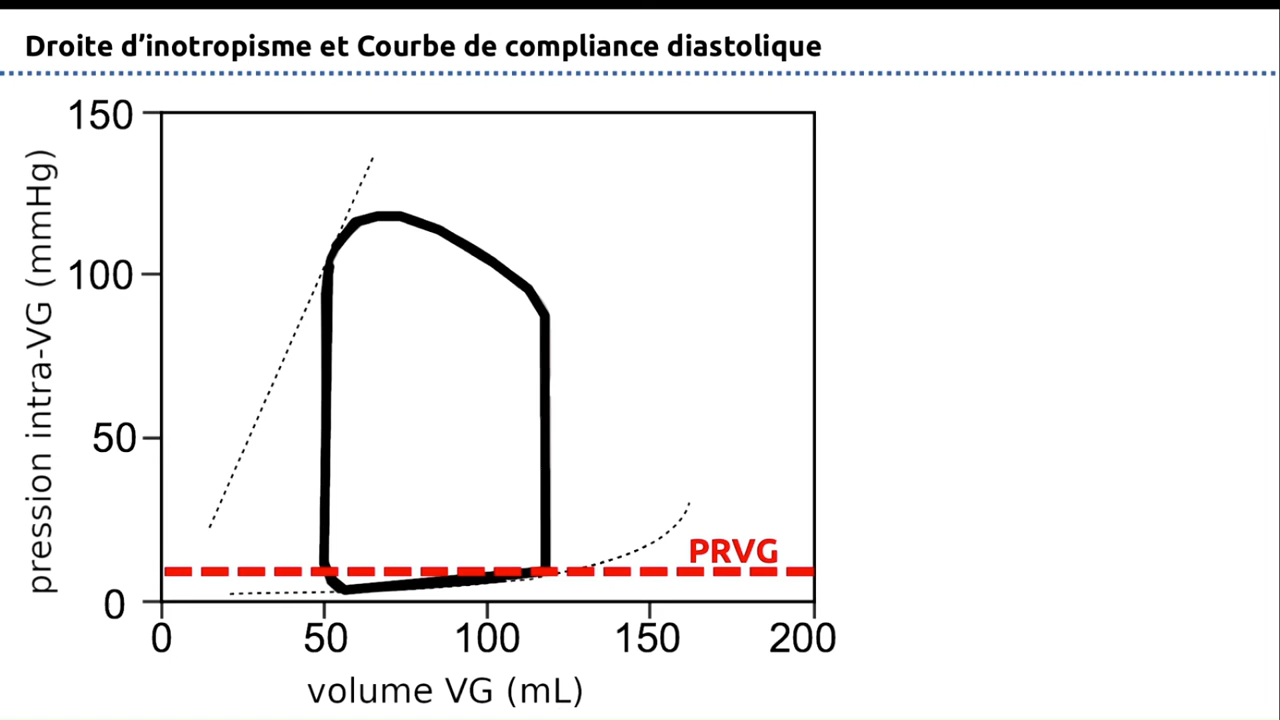 Droite d’inotropisme et Courbe de compliance diastolique
150
100
50
0
pression intra-VG (mmHg)
PRVG
0 50 100 150 200
volume VG (mL)